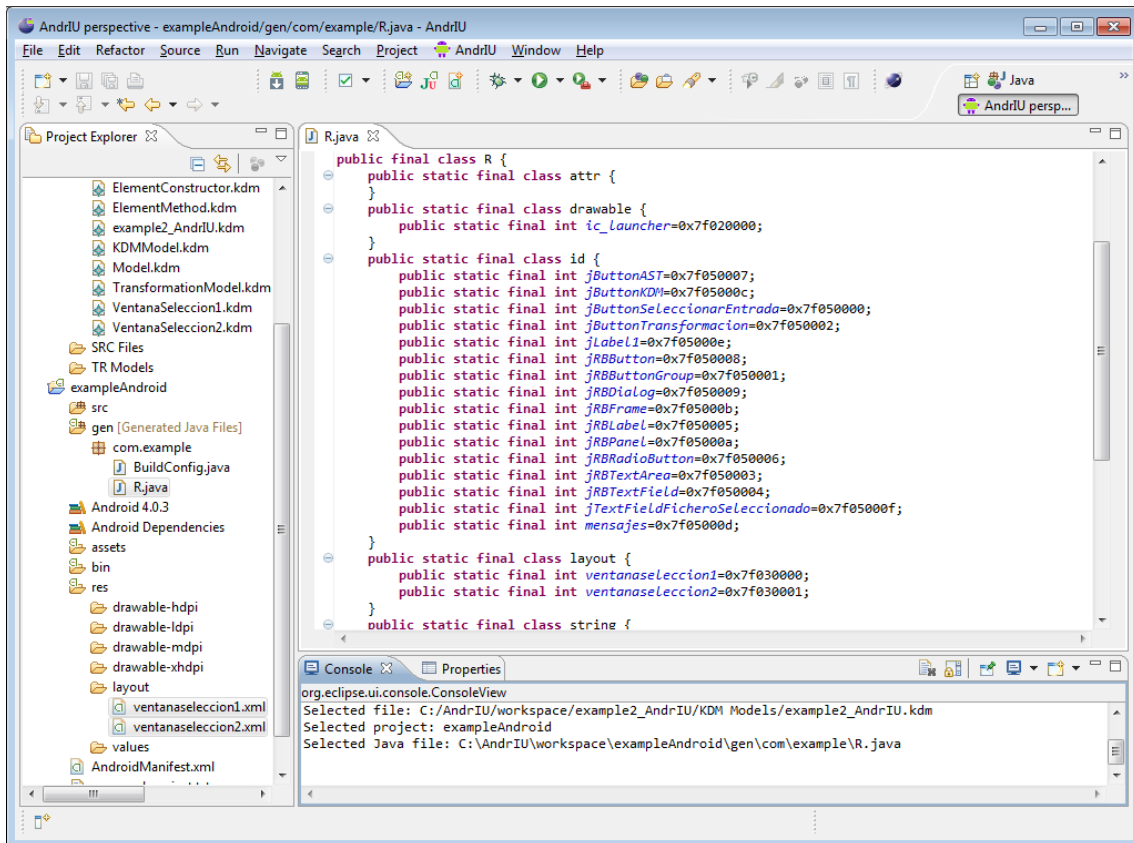 AndrIU perspective - exampleAndroid/gen/com/example/R.java - AndrIU
File Edit Refactor Source Run Navigate Search Project AndrIU Window Help
Java
AndrIU persp...
Project Explorer
ElementConstructor.kdm
ElementMethod.kdm
example2_AndrIU.kdm
KDMModel.kdm
Model.kdm
TransformationModel.kdm
VentanaSeleccion1.kdm
VentanaSeleccion2.kdm
SRC Files
TR Models
exampleAndroid
src
gen [Generated Java Files]
com.example
BuildConfig.java
R.java
Android 4.0.3
Android Dependencies
assets
bin
res
drawable-hdpi
drawable-ldpi
drawable-mdpi
drawable-xhdpi
layout
ventanaseleccion1.xml
ventanaseleccion2.xml
values
AndroidManifest.xml
R.java
public final class R {
public static final class attr {
}
public static final class drawable {
public static final int ic_launcher=0x7f020000;
}
public static final class id {
public static final int jButtonAST=0x7f050007;
public static final int jButtonKDM=0x7f05000c;
public static final int jButtonSeleccionarEntrada=0x7f050000;
public static final int jButtonTransformacion=0x7f050002;
public static final int jLabel1=0x7f05000e;
public static final int jRBButton=0x7f050008;
public static final int jRBButtonGroup=0x7f050001;
public static final int jRBDialog=0x7f050009;
public static final int jRBFrame=0x7f05000b;
public static final int jRBLabel=0x7f050005;
public static final int jRBPanel=0x7f05000a;
public static final int jRBRadioButton=0x7f050006;
public static final int jRBTextArea=0x7f050003;
public static final int jRBTextField=0x7f050004;
public static final int jTextFieldFicheroSeleccionado=0x7f05000f;
public static final int mensajes=0x7f05000d;
}
public static final class layout {
public static final int ventanaseleccion1=0x7f030000;
public static final int ventanaseleccion2=0x7f030001;
}
public static final class string {
Console Properties
org.eclipse.ui.console.ConsoleView
Selected file: C:/AndrIU/workspace/example2_AndrIU/KDM Models/example2_AndrIU.kdm
Selected project: exampleAndroid
Selected Java file: C:\AndrIU\workspace\exampleAndroid\gen\com\example\R.java